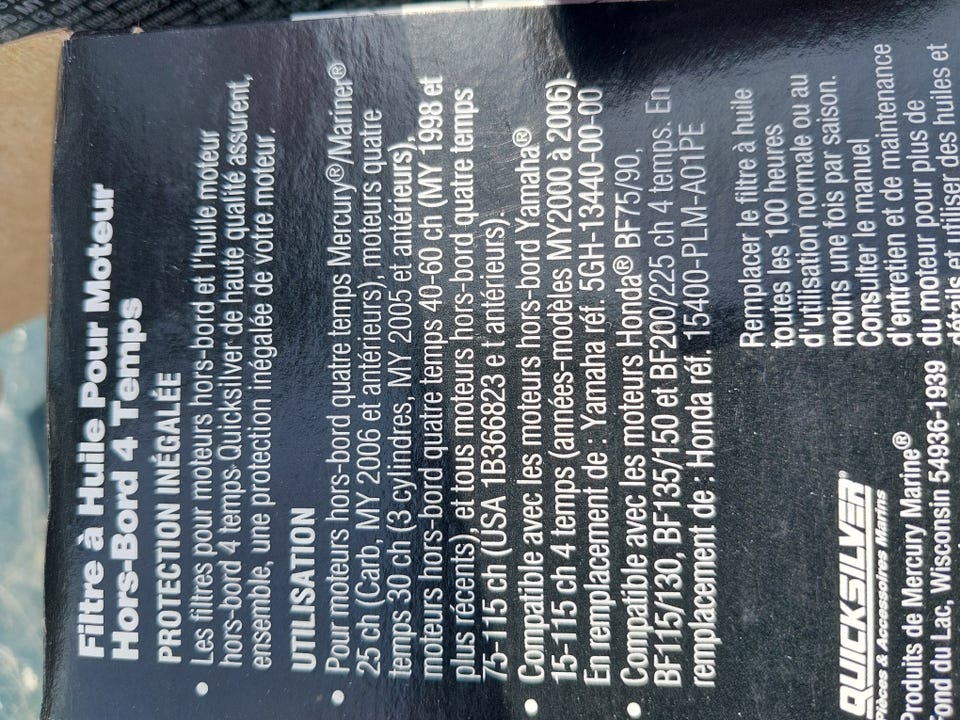 Filtre à Huile Pour Moteur
Hors-Bord 4 Temps
PROTECTION INÉGALÉE
• Les filtres pour moteurs hors-bord et l'huile moteur
hors-bord 4 temps Quicksilver de haute qualité assurent,
ensemble, une protection inégalée de votre moteur.
UTILISATION
• Pour moteurs hors-bord quatre temps Mercury®/Mariner®
25 ch (Carb, MY 2006 et antérieurs), moteurs quatre
temps 30 ch (3 cylindres, MY 2005 et antérieurs),
moteurs hors-bord quatre temps 40-60 ch (MY 1998 et
plus récents), et tous moteurs hors-bord quatre temps
75-115 ch (USA 1B366823 e t antérieurs).
• Compatible avec les moteurs hors-bord Yamaha®
15-115 ch 4 temps (années-modèles MY2000 à 2006).
En remplacement de : Yamaha réf. 5GH-13440-00-00
• Compatible avec les moteurs Honda® BF75/90,
BF115/130, BF135/150 et BF200/225 ch 4 temps. En
remplacement de : Honda réf. 15400-PLM-A01PE
QUICKSILVER®
Pièces & Accessoires Marins
Produits de Mercury Marine®
Fond du Lac, Wisconsin 54936-1939
Remplacer le filtre à huile
toutes les 100 heures
d'utilisation normale ou au
moins une fois par saison.
Consulter le manuel
d'entretien et de maintenance
du moteur pour plus de
détails et utiliser des huiles et